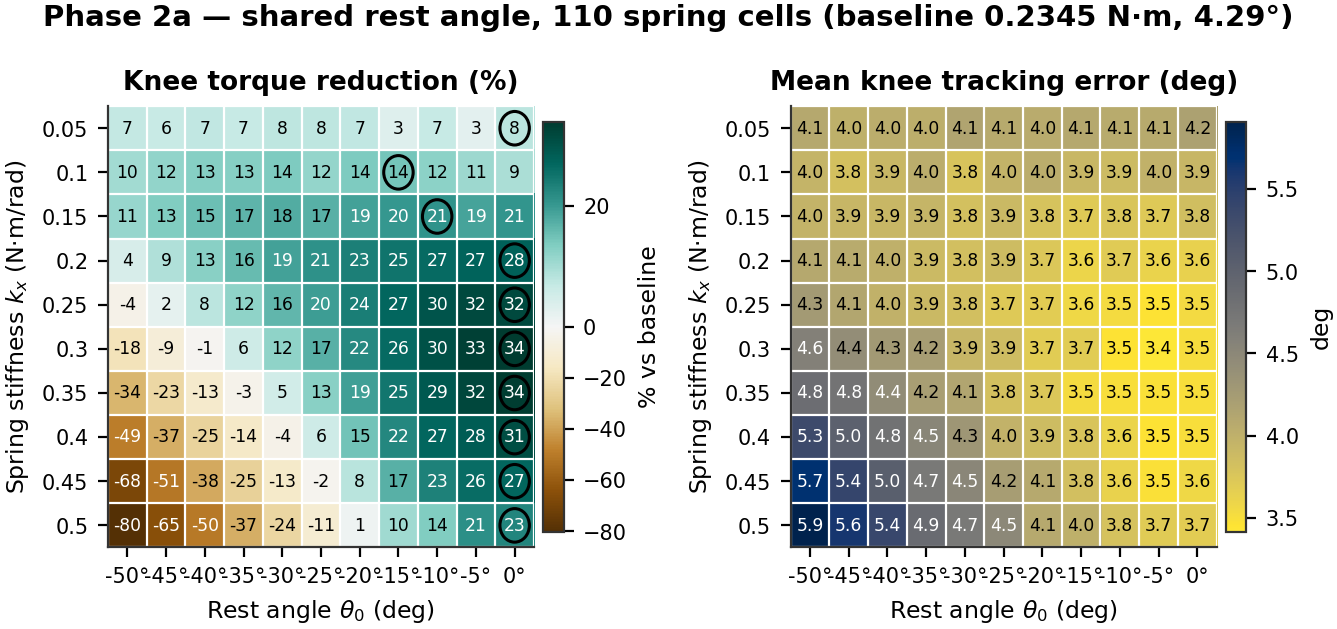 Phase 2a — shared rest angle, 110 spring cells (baseline 0.2345 N·m, 4.29°)
Knee torque reduction (%)
Spring stiffness kₓ (N·m/rad)
0.05 7 6 7 7 8 8 7 3 7 3 8
0.1 10 12 13 13 14 12 14 14 12 11 9
0.15 11 13 15 17 18 17 19 20 21 19 21
0.2 4 9 13 16 19 21 23 25 27 27 28
0.25 -4 2 8 12 16 20 24 27 30 32 32
0.3 -18 -9 -1 6 12 17 22 26 30 33 34
0.35 -34 -23 -13 -3 5 13 19 25 29 32 34
0.4 -49 -37 -25 -14 -4 6 15 22 27 28 31
0.45 -68 -51 -38 -25 -13 -2 8 17 23 26 27
0.5 -80 -65 -50 -37 -24 -11 1 10 14 21 23
-50° -45° -40° -35° -30° -25° -20° -15° -10° -5° 0°
Rest angle θ₀ (deg)
20
0
−20
−40
−60
−80
% vs baseline
Mean knee tracking error (deg)
Spring stiffness kₓ (N·m/rad)
0.05 4.1 4.0 4.0 4.0 4.1 4.1 4.0 4.1 4.1 4.1 4.2
0.1 4.0 3.8 3.9 4.0 3.8 4.0 4.0 3.9 3.9 4.0 3.9
0.15 4.0 3.9 3.9 3.9 3.8 3.9 3.8 3.7 3.8 3.7 3.8
0.2 4.1 4.1 4.0 3.9 3.8 3.9 3.7 3.6 3.7 3.6 3.6
0.25 4.3 4.1 4.0 3.9 3.8 3.7 3.7 3.6 3.5 3.5 3.5
0.3 4.6 4.4 4.3 4.2 3.9 3.9 3.7 3.7 3.5 3.4 3.5
0.35 4.8 4.8 4.4 4.2 4.1 3.8 3.7 3.5 3.5 3.5 3.5
0.4 5.3 5.0 4.8 4.5 4.3 4.0 3.9 3.8 3.6 3.5 3.5
0.45 5.7 5.4 5.0 4.7 4.5 4.2 4.1 3.8 3.6 3.5 3.6
0.5 5.9 5.6 5.4 4.9 4.7 4.5 4.1 4.0 3.8 3.7 3.7
-50° -45° -40° -35° -30° -25° -20° -15° -10° -5° 0°
Rest angle θ₀ (deg)
5.5
5.0
4.5
4.0
3.5
deg